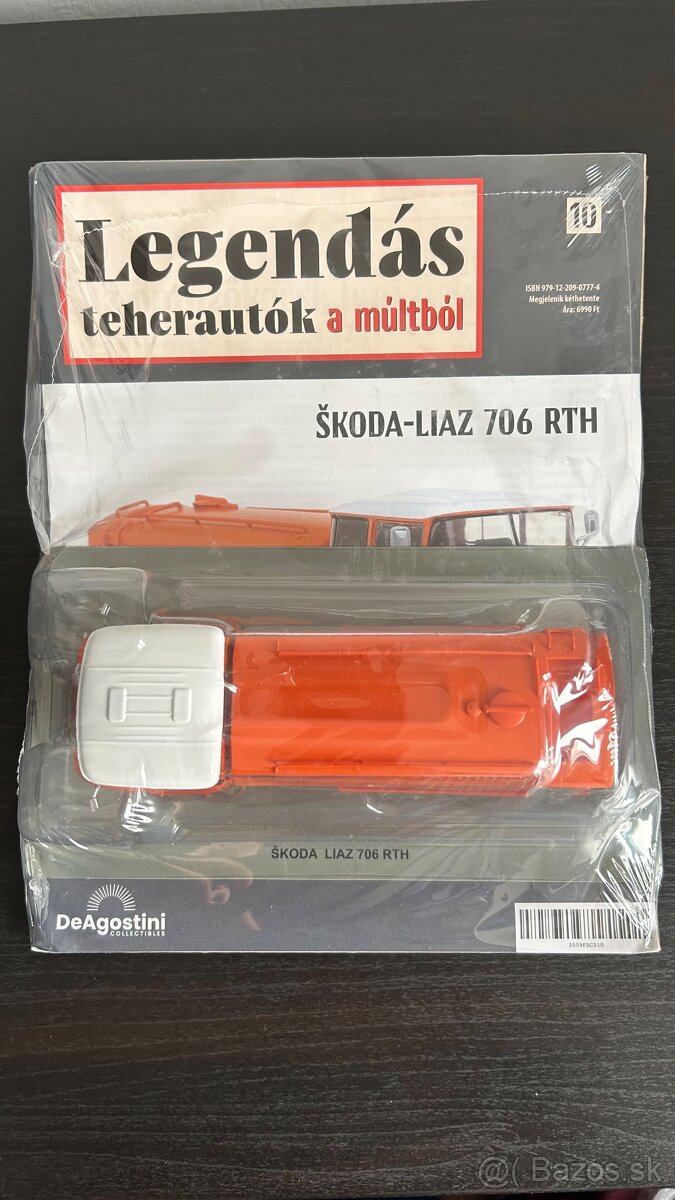 Legendás
teherautók a múltból
10
ISBN 979-12-209-0777-4
Megjelenik kéthetente
Ára: 6990 Ft
ŠKODA-LIAZ 706 RTH
ŠKODA LIAZ 706 RTH
DeAgostini
COLLECTIBLES
3509FSC010
@( Bazos.sk